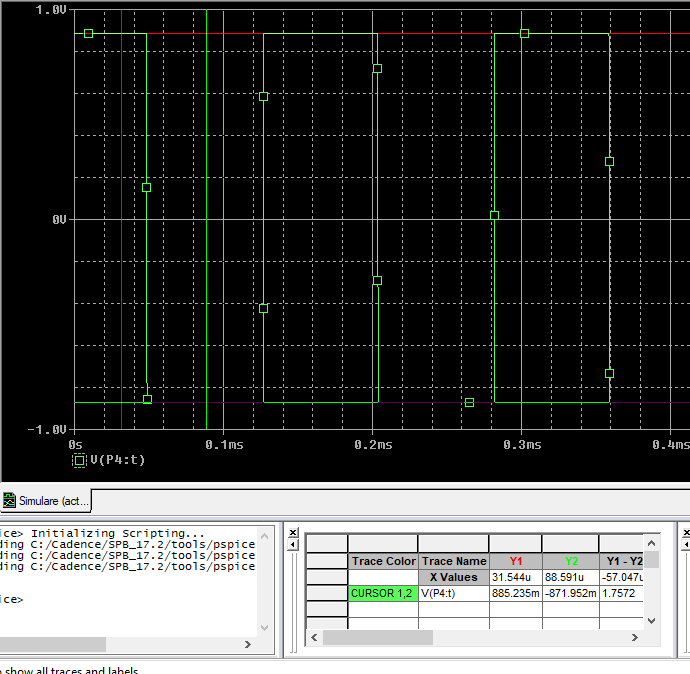 1.0V
0V
-1.0V
0s 0.1ms 0.2ms 0.3ms 0.4ms
V(P4:t)
Simulare (act...
ice> Initializing Scripting...
ding C:/Cadence/SPB_17.2/tools/pspice
ding C:/Cadence/SPB_17.2/tools/pspice
ding C:/Cadence/SPB_17.2/tools/pspice
ice>
Trace Color Trace Name Y1 Y2 Y1 - Y2
X Values 31.544u 88.591u -57.047u
CURSOR 1,2 V(P4:t) 885.235m -871.952m 1.7572
show all traces and labels